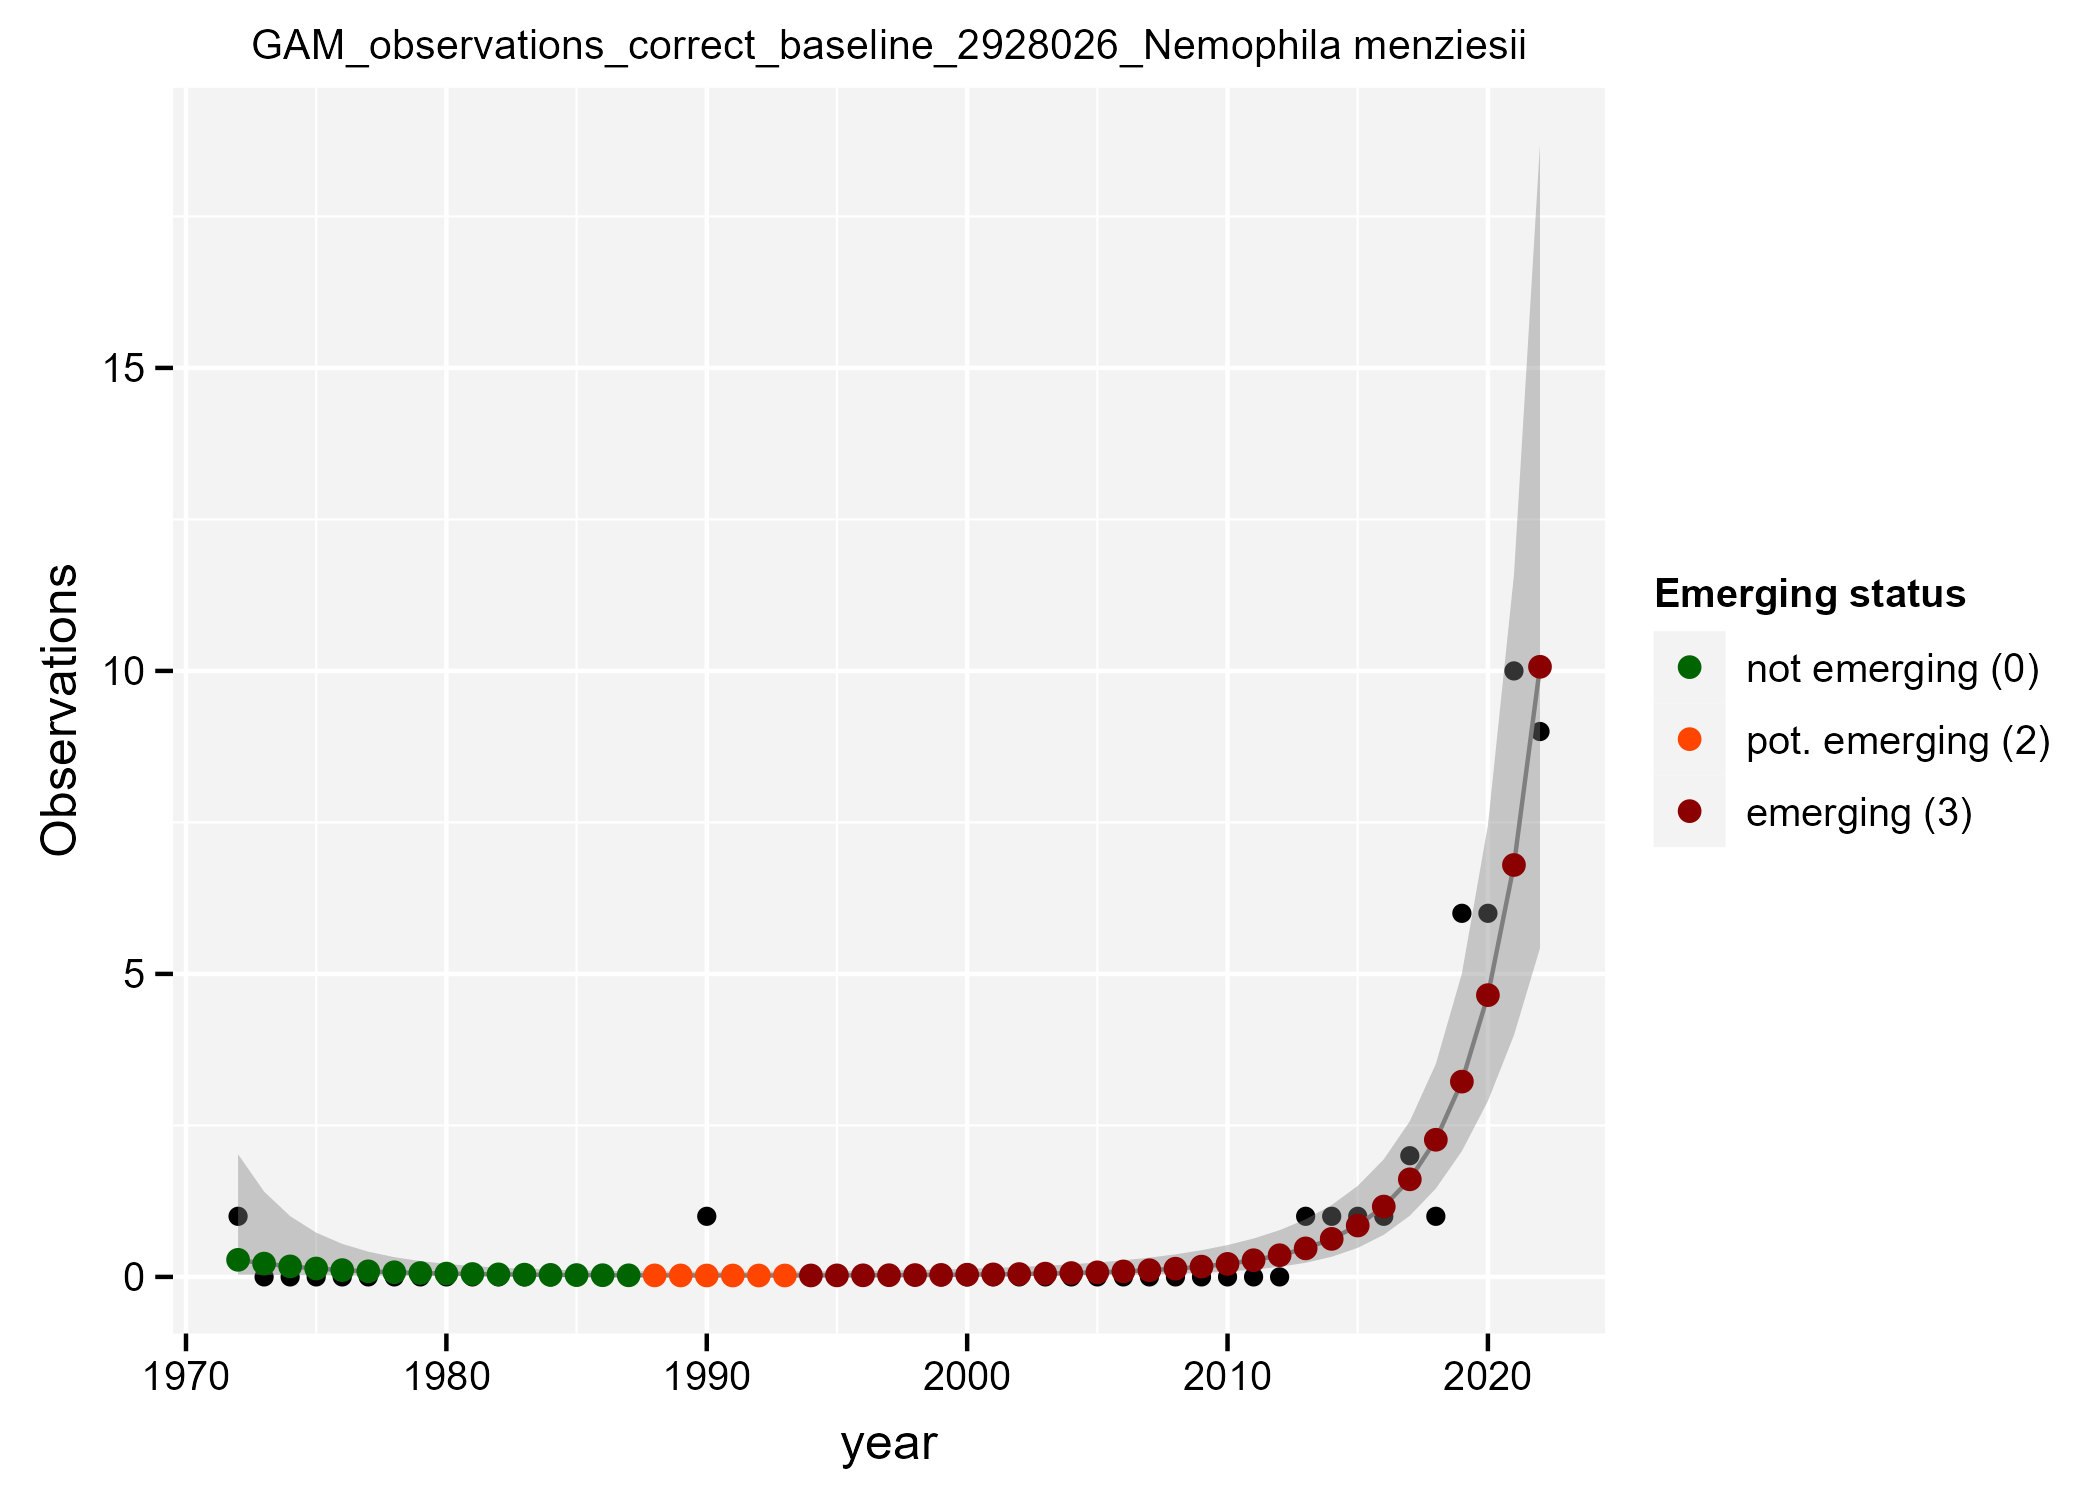 GAM_observations_correct_baseline_2928026_Nemophila menziesii
Observations
15
10
5
0
1970 1980 1990 2000 2010 2020
year
Emerging status
not emerging (0)
pot. emerging (2)
emerging (3)